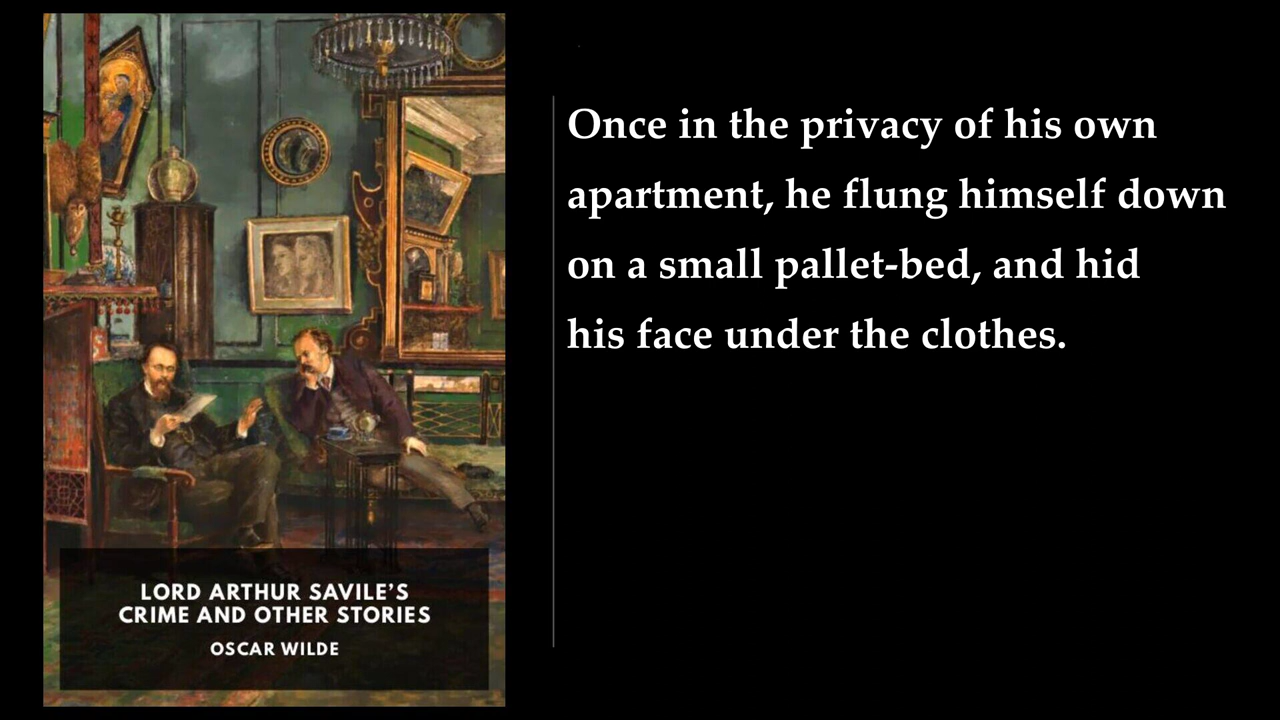 Once in the privacy of his own
apartment, he flung himself down
on a small pallet-bed, and hid
his face under the clothes.
LORD ARTHUR SAVILE’S
CRIME AND OTHER STORIES
OSCAR WILDE